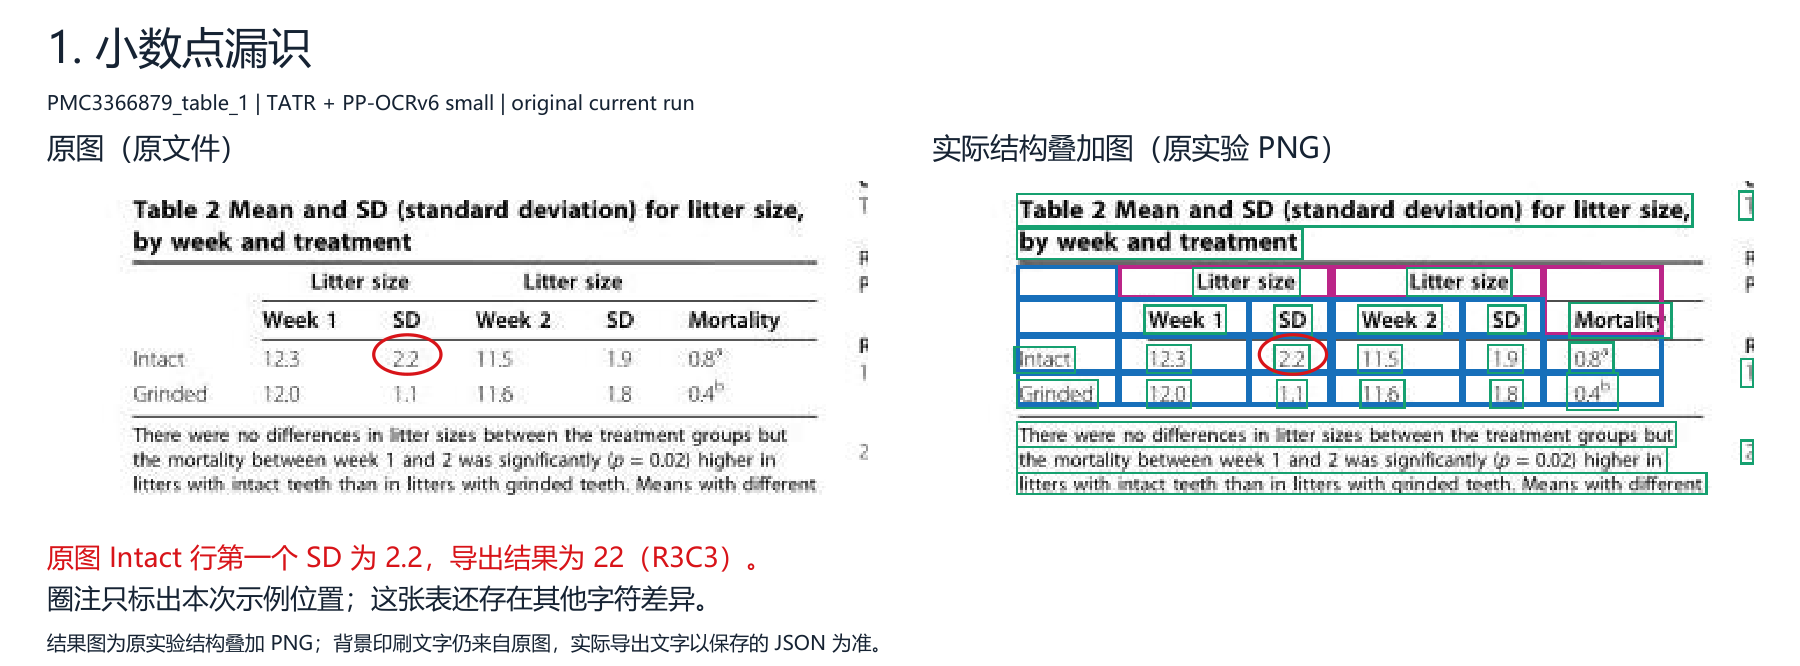 1. 小数点漏识
PMC3366879_table_1 | TATR + PP-OCRv6 small | original current run
原图（原文件）
Table 2 Mean and SD (standard deviation) for litter size,
by week and treatment
Litter size Litter size
Week 1 SD Week 2 SD Mortality
Intact 12.3 2.2 11.5 1.9 0.8ᵃ
Grinded 12.0 1.1 11.6 1.8 0.4ᵇ
There were no differences in litter sizes between the treatment groups but
the mortality between week 1 and 2 was significantly (p = 0.02) higher in
litters with intact teeth than in litters with grinded teeth. Means with different
实际结构叠加图（原实验 PNG）
Table 2 Mean and SD (standard deviation) for litter size,
by week and treatment
Litter size Litter size
Week 1 SD Week 2 SD Mortality
Intact 12.3 2.2 11.5 1.9 0.8ᵃ
Grinded 12.0 1.1 11.6 1.8 0.4ᵇ
There were no differences in litter sizes between the treatment groups but
the mortality between week 1 and 2 was significantly (p = 0.02) higher in
litters with intact teeth than in litters with grinded teeth. Means with different
原图 Intact 行第一个 SD 为 2.2，导出结果为 22（R3C3）。
圈注只标出本次示例位置；这张表还存在其他字符差异。
结果图为原实验结构叠加 PNG；背景印刷文字仍来自原图，实际导出文字以保存的 JSON 为准。